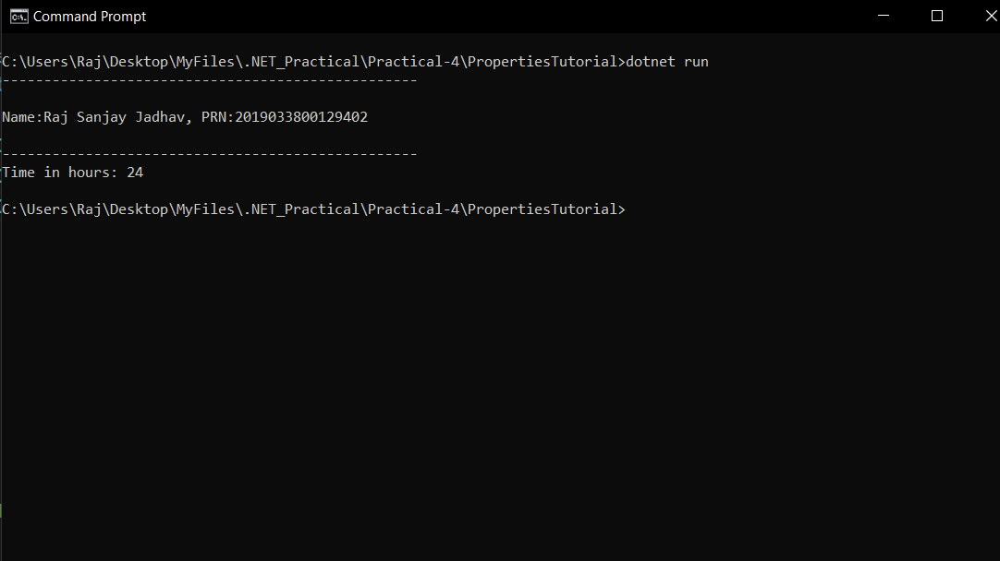 Command Prompt
C:\Users\Raj\Desktop\MyFiles\.NET_Practical\Practical-4\PropertiesTutorial>dotnet run
--------------------------------------------------
Name:Raj Sanjay Jadhav, PRN:2019033800129402
--------------------------------------------------
Time in hours: 24
C:\Users\Raj\Desktop\MyFiles\.NET_Practical\Practical-4\PropertiesTutorial>